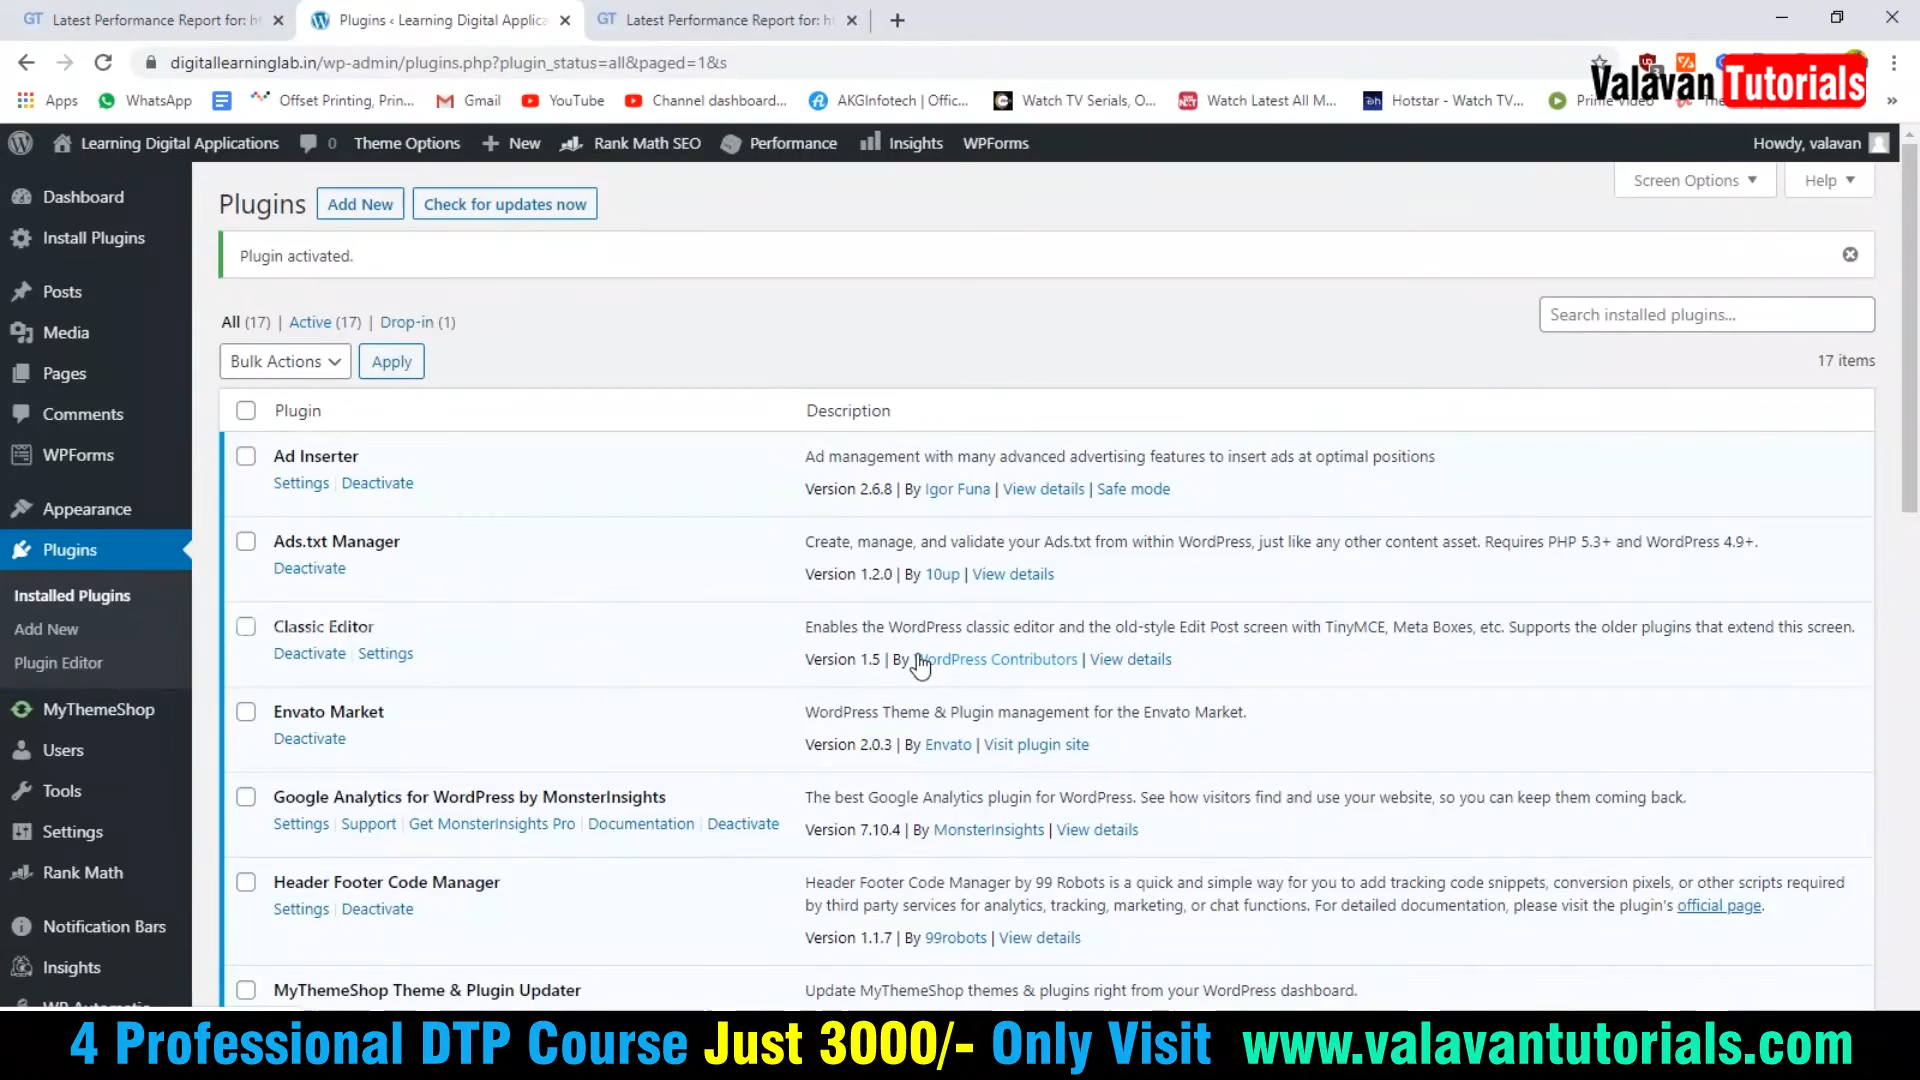 GT Latest Performance Report for: ht
Plugins ‹ Learning Digital Applica
GT Latest Performance Report for: ht
digitallearninglab.in/wp-admin/plugins.php?plugin_status=all&paged=1&s
Valavan Tutorials
Apps
WhatsApp
Offset Printing, Prin...
Gmail
YouTube
Channel dashboard...
AKGInfotech | Offic...
Watch TV Serials, O...
Watch Latest All M...
Hotstar - Watch TV...
Prime Video
Learning Digital Applications
0
Theme Options
New
Rank Math SEO
Performance
Insights
WPForms
Howdy, valavan
Dashboard
Install Plugins
Posts
Media
Pages
Comments
WPForms
Appearance
Plugins
Installed Plugins
Add New
Plugin Editor
MyThemeShop
Users
Tools
Settings
Rank Math
Notification Bars
Insights
WP Automatic
Screen Options
Help
Plugins
Add New
Check for updates now
Plugin activated.
All (17) | Active (17) | Drop-in (1)
Search installed plugins...
Bulk Actions
Apply
17 items
Plugin
Description
Ad Inserter
Settings | Deactivate
Ad management with many advanced advertising features to insert ads at optimal positions
Version 2.6.8 | By Igor Funa | View details | Safe mode
Ads.txt Manager
Deactivate
Create, manage, and validate your Ads.txt from within WordPress, just like any other content asset. Requires PHP 5.3+ and WordPress 4.9+.
Version 1.2.0 | By 10up | View details
Classic Editor
Deactivate | Settings
Enables the WordPress classic editor and the old-style Edit Post screen with TinyMCE, Meta Boxes, etc. Supports the older plugins that extend this screen.
Version 1.5 | By WordPress Contributors | View details
Envato Market
Deactivate
WordPress Theme & Plugin management for the Envato Market.
Version 2.0.3 | By Envato | Visit plugin site
Google Analytics for WordPress by MonsterInsights
Settings | Support | Get MonsterInsights Pro | Documentation | Deactivate
The best Google Analytics plugin for WordPress. See how visitors find and use your website, so you can keep them coming back.
Version 7.10.4 | By MonsterInsights | View details
Header Footer Code Manager
Settings | Deactivate
Header Footer Code Manager by 99 Robots is a quick and simple way for you to add tracking code snippets, conversion pixels, or other scripts required
by third party services for analytics, tracking, marketing, or chat functions. For detailed documentation, please visit the plugin's official page.
Version 1.1.7 | By 99robots | View details
MyThemeShop Theme & Plugin Updater
Update MyThemeShop themes & plugins right from your WordPress dashboard.
4 Professional DTP Course Just 3000/- Only Visit www.valavantutorials.com